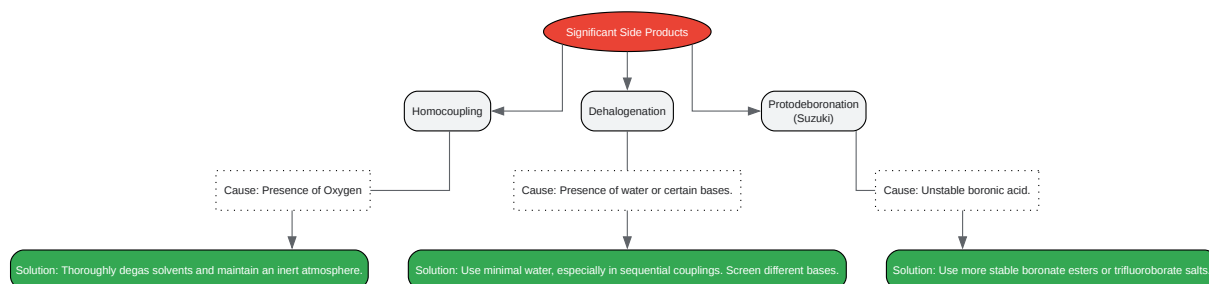 Significant Side Products
Homocoupling
Dehalogenation
Protodeboronation
(Suzuki)
Cause: Presence of Oxygen
Cause: Presence of water or certain bases.
Cause: Unstable boronic acid.
Solution: Thoroughly degas solvents and maintain an inert atmosphere.
Solution: Use minimal water, especially in sequential couplings. Screen different bases.
Solution: Use more stable boronate esters or trifluoroborate salts.